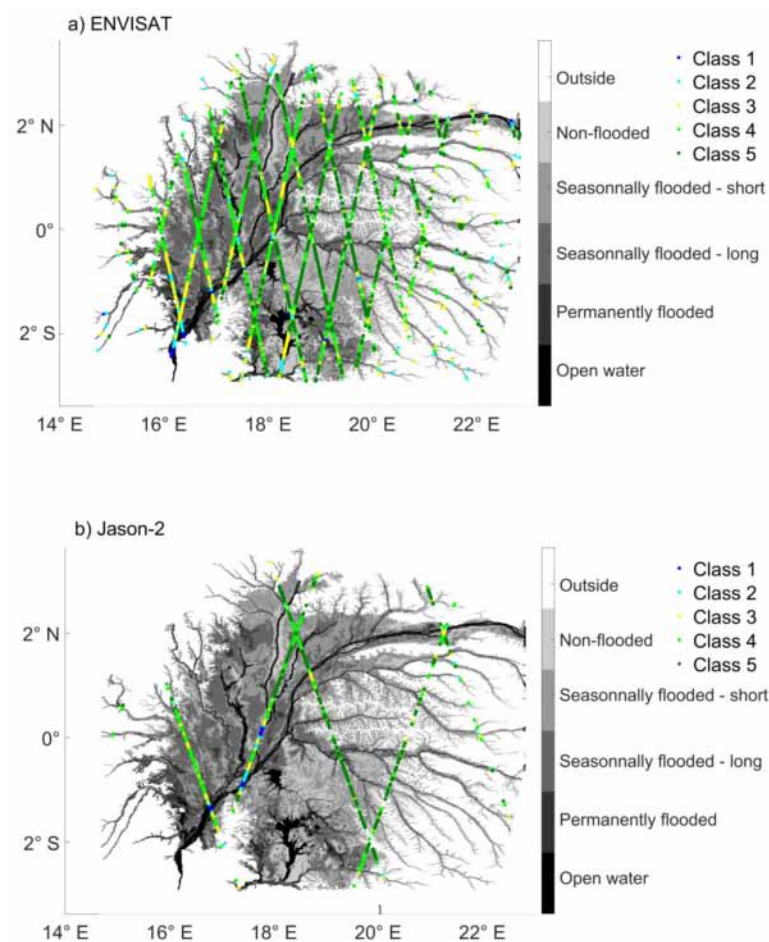 a) ENVISAT
Outside
Non-flooded
Seasonnally flooded - short
Seasonnally flooded - long
Permanently flooded
Open water
Class 1
Class 2
Class 3
Class 4
Class 5
2° N
0°
2° S
14° E 16° E 18° E 20° E 22° E
b) Jason-2
Outside
Non-flooded
Seasonnally flooded - short
Seasonnally flooded - long
Permanently flooded
Open water
Class 1
Class 2
Class 3
Class 4
Class 5
2° N
0°
2° S
14° E 16° E 18° E 20° E 22° E